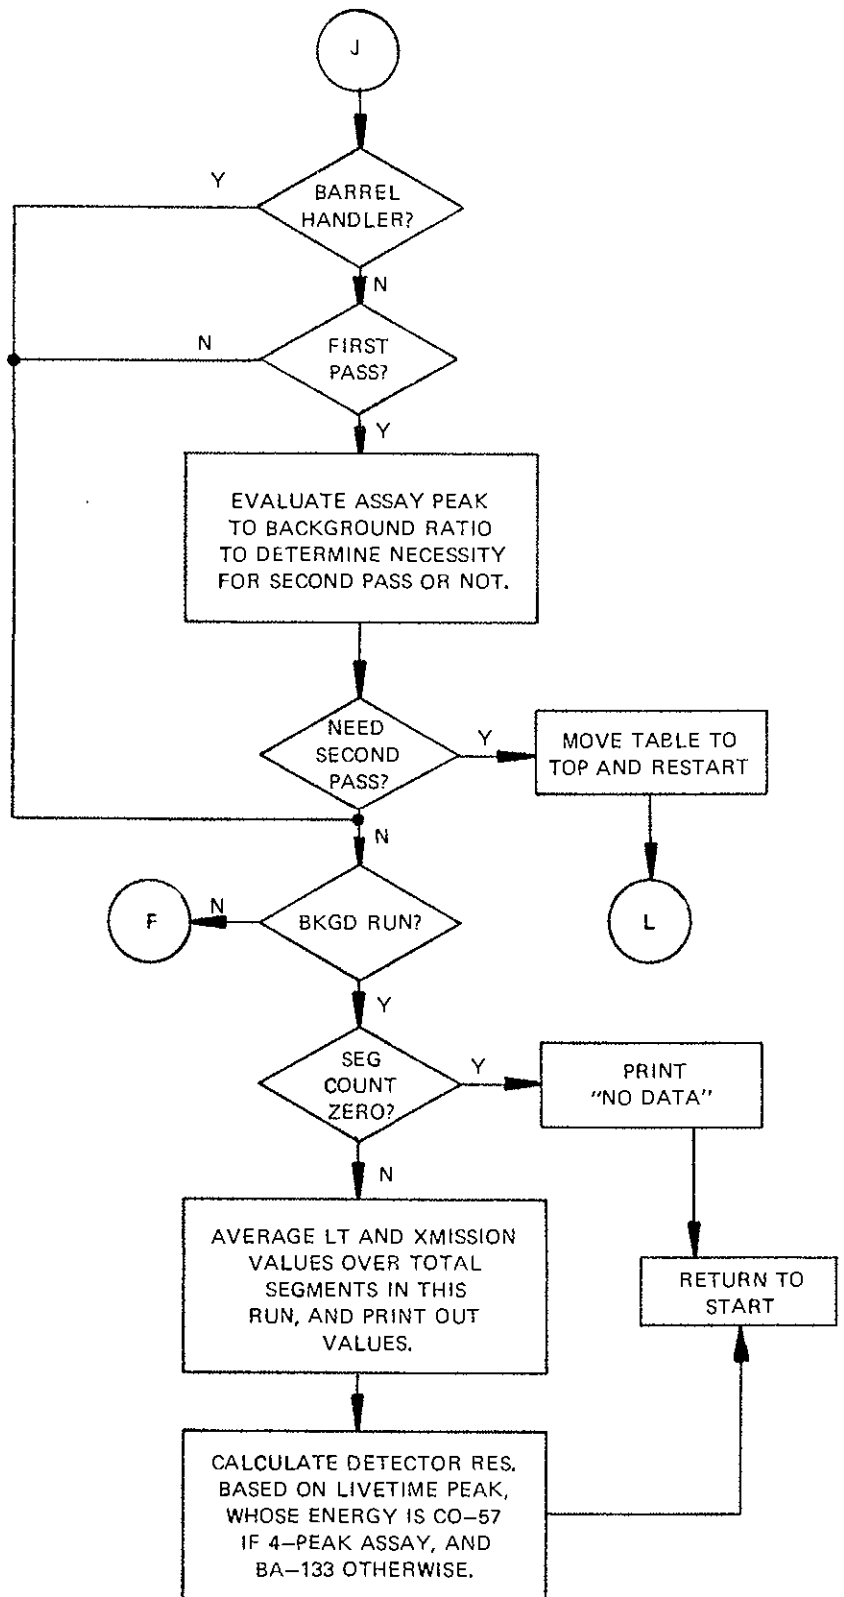 J
Y
BARREL
HANDLER?
N
N
FIRST
PASS?
Y
EVALUATE ASSAY PEAK
TO BACKGROUND RATIO
TO DETERMINE NECESSITY
FOR SECOND PASS OR NOT.
NEED
SECOND
PASS?
Y
MOVE TABLE TO
TOP AND RESTART
N
F
N
BKGD RUN?
L
Y
SEG
COUNT
ZERO?
Y
PRINT
"NO DATA"
N
AVERAGE LT AND XMISSION
VALUES OVER TOTAL
SEGMENTS IN THIS
RUN, AND PRINT OUT
VALUES.
RETURN TO
START
CALCULATE DETECTOR RES.
BASED ON LIVETIME PEAK,
WHOSE ENERGY IS CO–57
IF 4–PEAK ASSAY, AND
BA–133 OTHERWISE.